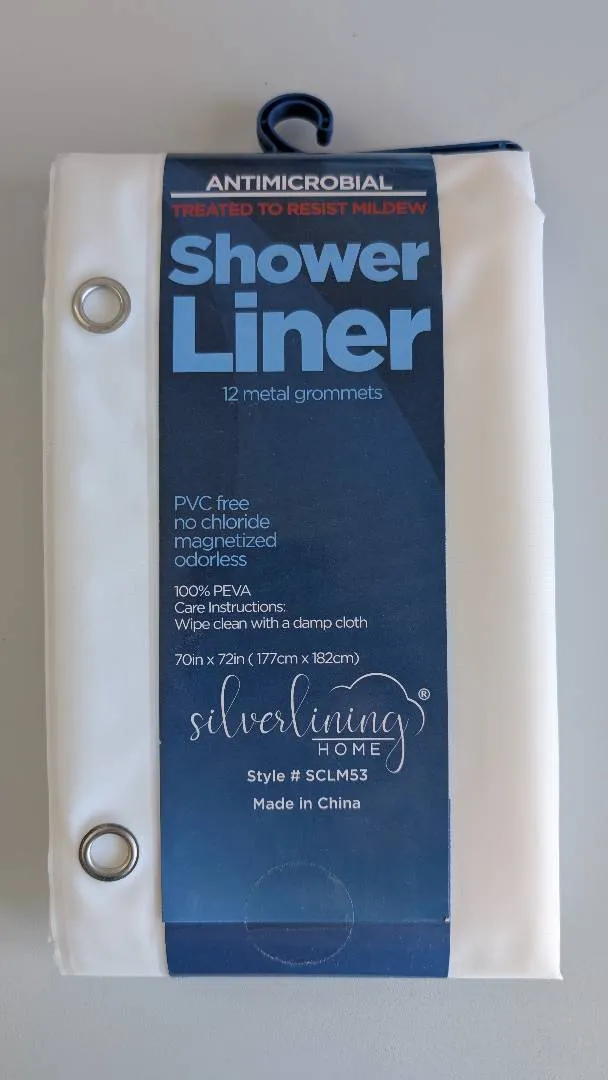 ANTIMICROBIAL
TREATED TO RESIST MILDEW
Shower
Liner
12 metal grommets
PVC free
no chloride
magnetized
odorless
100% PEVA
Care Instructions:
Wipe clean with a damp cloth
70in x 72in ( 177cm x 182cm)
silverlining®
HOME
Style # SCLM53
Made in China